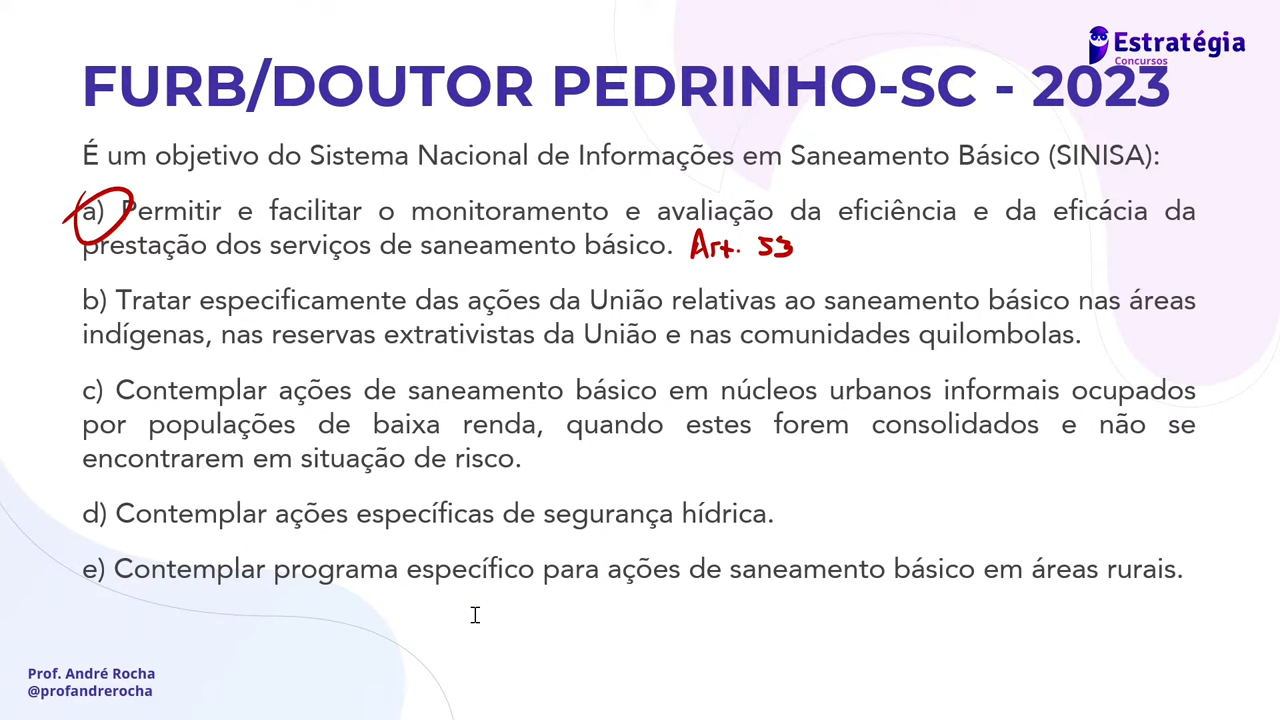 Estratégia
Concursos
FURB/DOUTOR PEDRINHO-SC - 2023
É um objetivo do Sistema Nacional de Informações em Saneamento Básico (SINISA):
a) Permitir e facilitar o monitoramento e avaliação da eficiência e da eficácia da
prestação dos serviços de saneamento básico. Art. 53
b) Tratar especificamente das ações da União relativas ao saneamento básico nas áreas
indígenas, nas reservas extrativistas da União e nas comunidades quilombolas.
c) Contemplar ações de saneamento básico em núcleos urbanos informais ocupados
por populações de baixa renda, quando estes forem consolidados e não se
encontrarem em situação de risco.
d) Contemplar ações específicas de segurança hídrica.
e) Contemplar programa específico para ações de saneamento básico em áreas rurais.
Prof. André Rocha
@profandrerocha